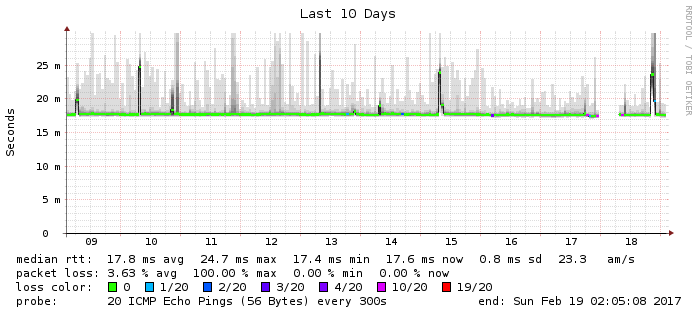 Last 10 Days
RRDTOOL / TOBI OETIKER
Seconds
25 m
20 m
15 m
10 m
5 m
0
09 10 11 12 13 14 15 16 17 18
median rtt: 17.8 ms avg 24.7 ms max 17.4 ms min 17.6 ms now 0.8 ms sd 23.3 am/s
packet loss: 3.63 % avg 100.00 % max 0.00 % min 0.00 % now
loss color: 0 1/20 2/20 3/20 4/20 10/20 19/20
probe: 20 ICMP Echo Pings (56 Bytes) every 300s end: Sun Feb 19 02:05:08 2017